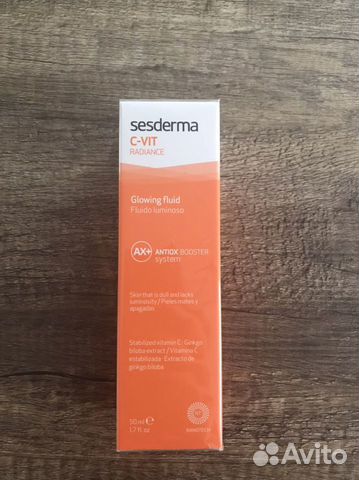 sesderma
C-VIT
RADIANCE
Glowing fluid
Fluido luminoso
AX+
ANTIOX BOOSTER
system
Skin that is dull and lacks
luminosity / Pieles mates y
apagadas
Stabilized vitamin C · Ginkgo
biloba extract / Vitamina C
estabilizada · Extracto de
ginkgo biloba
50 ml e
1.7 fl. oz
NT
NANOTECH
Avito